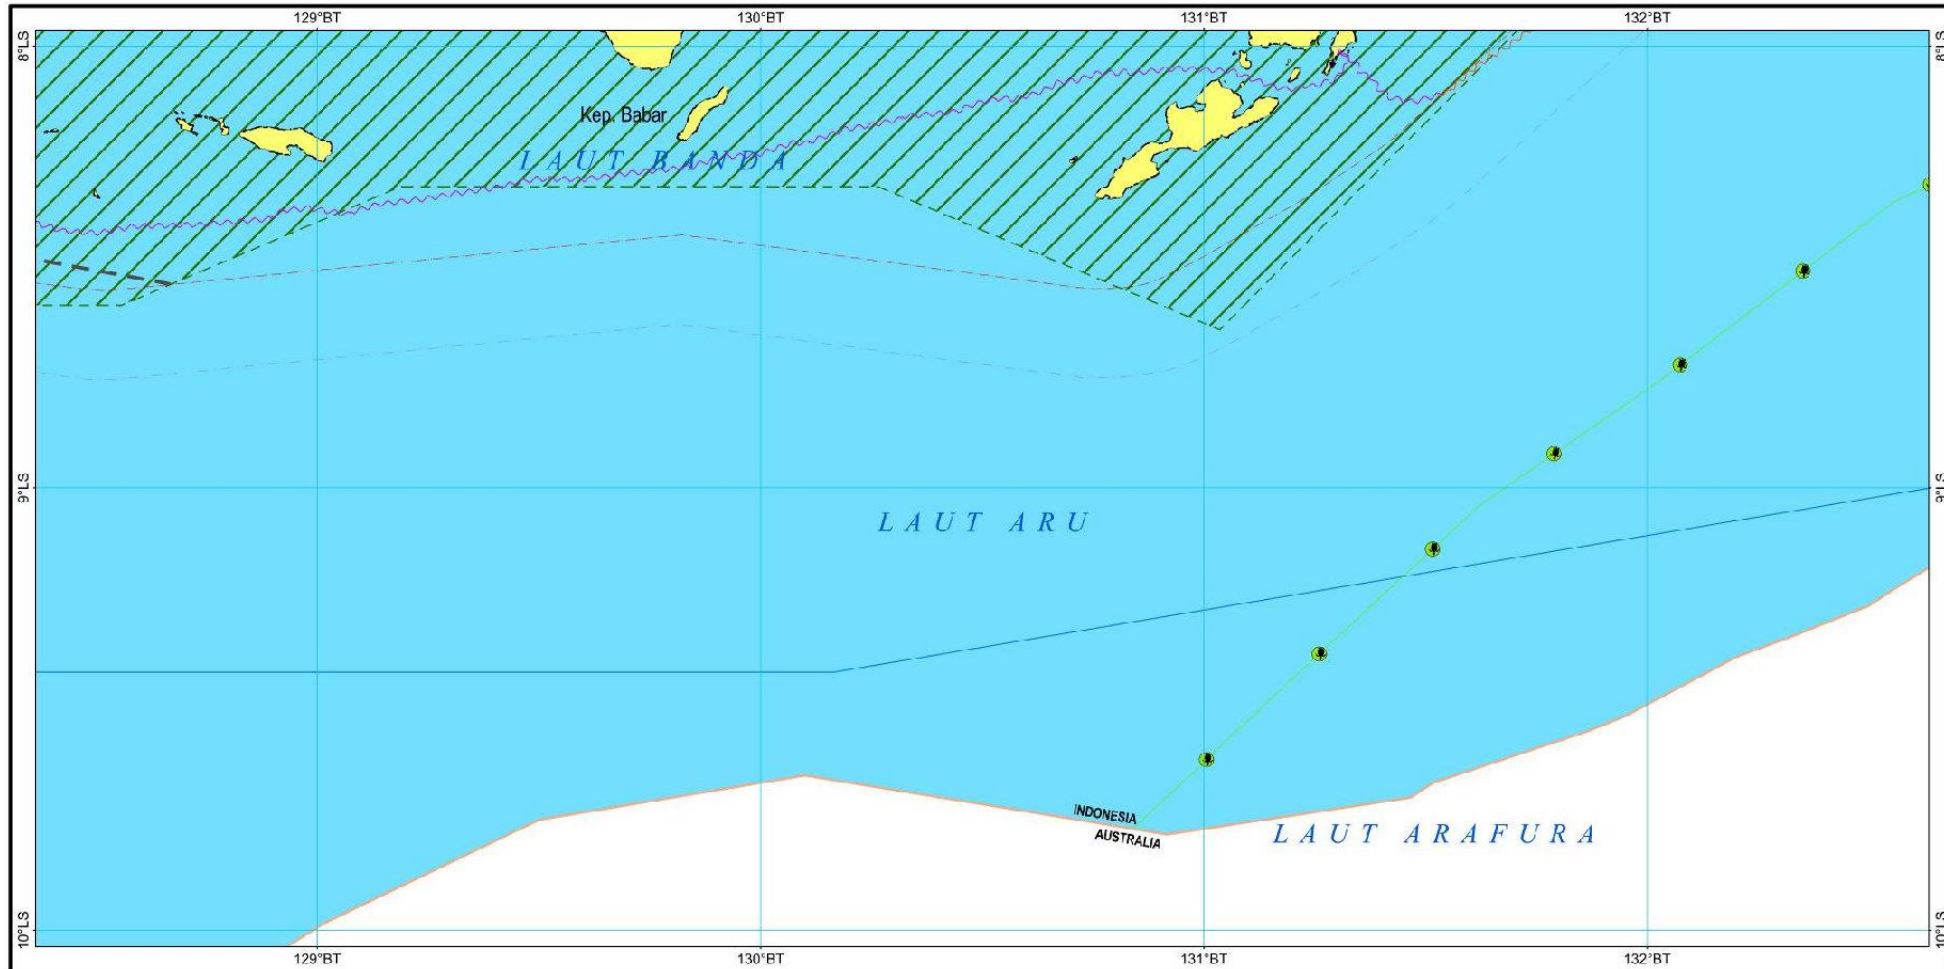 129°BT 130°BT 131°BT 132°BT
8°LS 8°LS
Kep. Babar
LAUT BANDA
9°LS 9°LS
LAUT ARU
INDONESIA
AUSTRALIA
LAUT ARAFURA
10°LS 10°LS
129°BT 130°BT 131°BT 132°BT